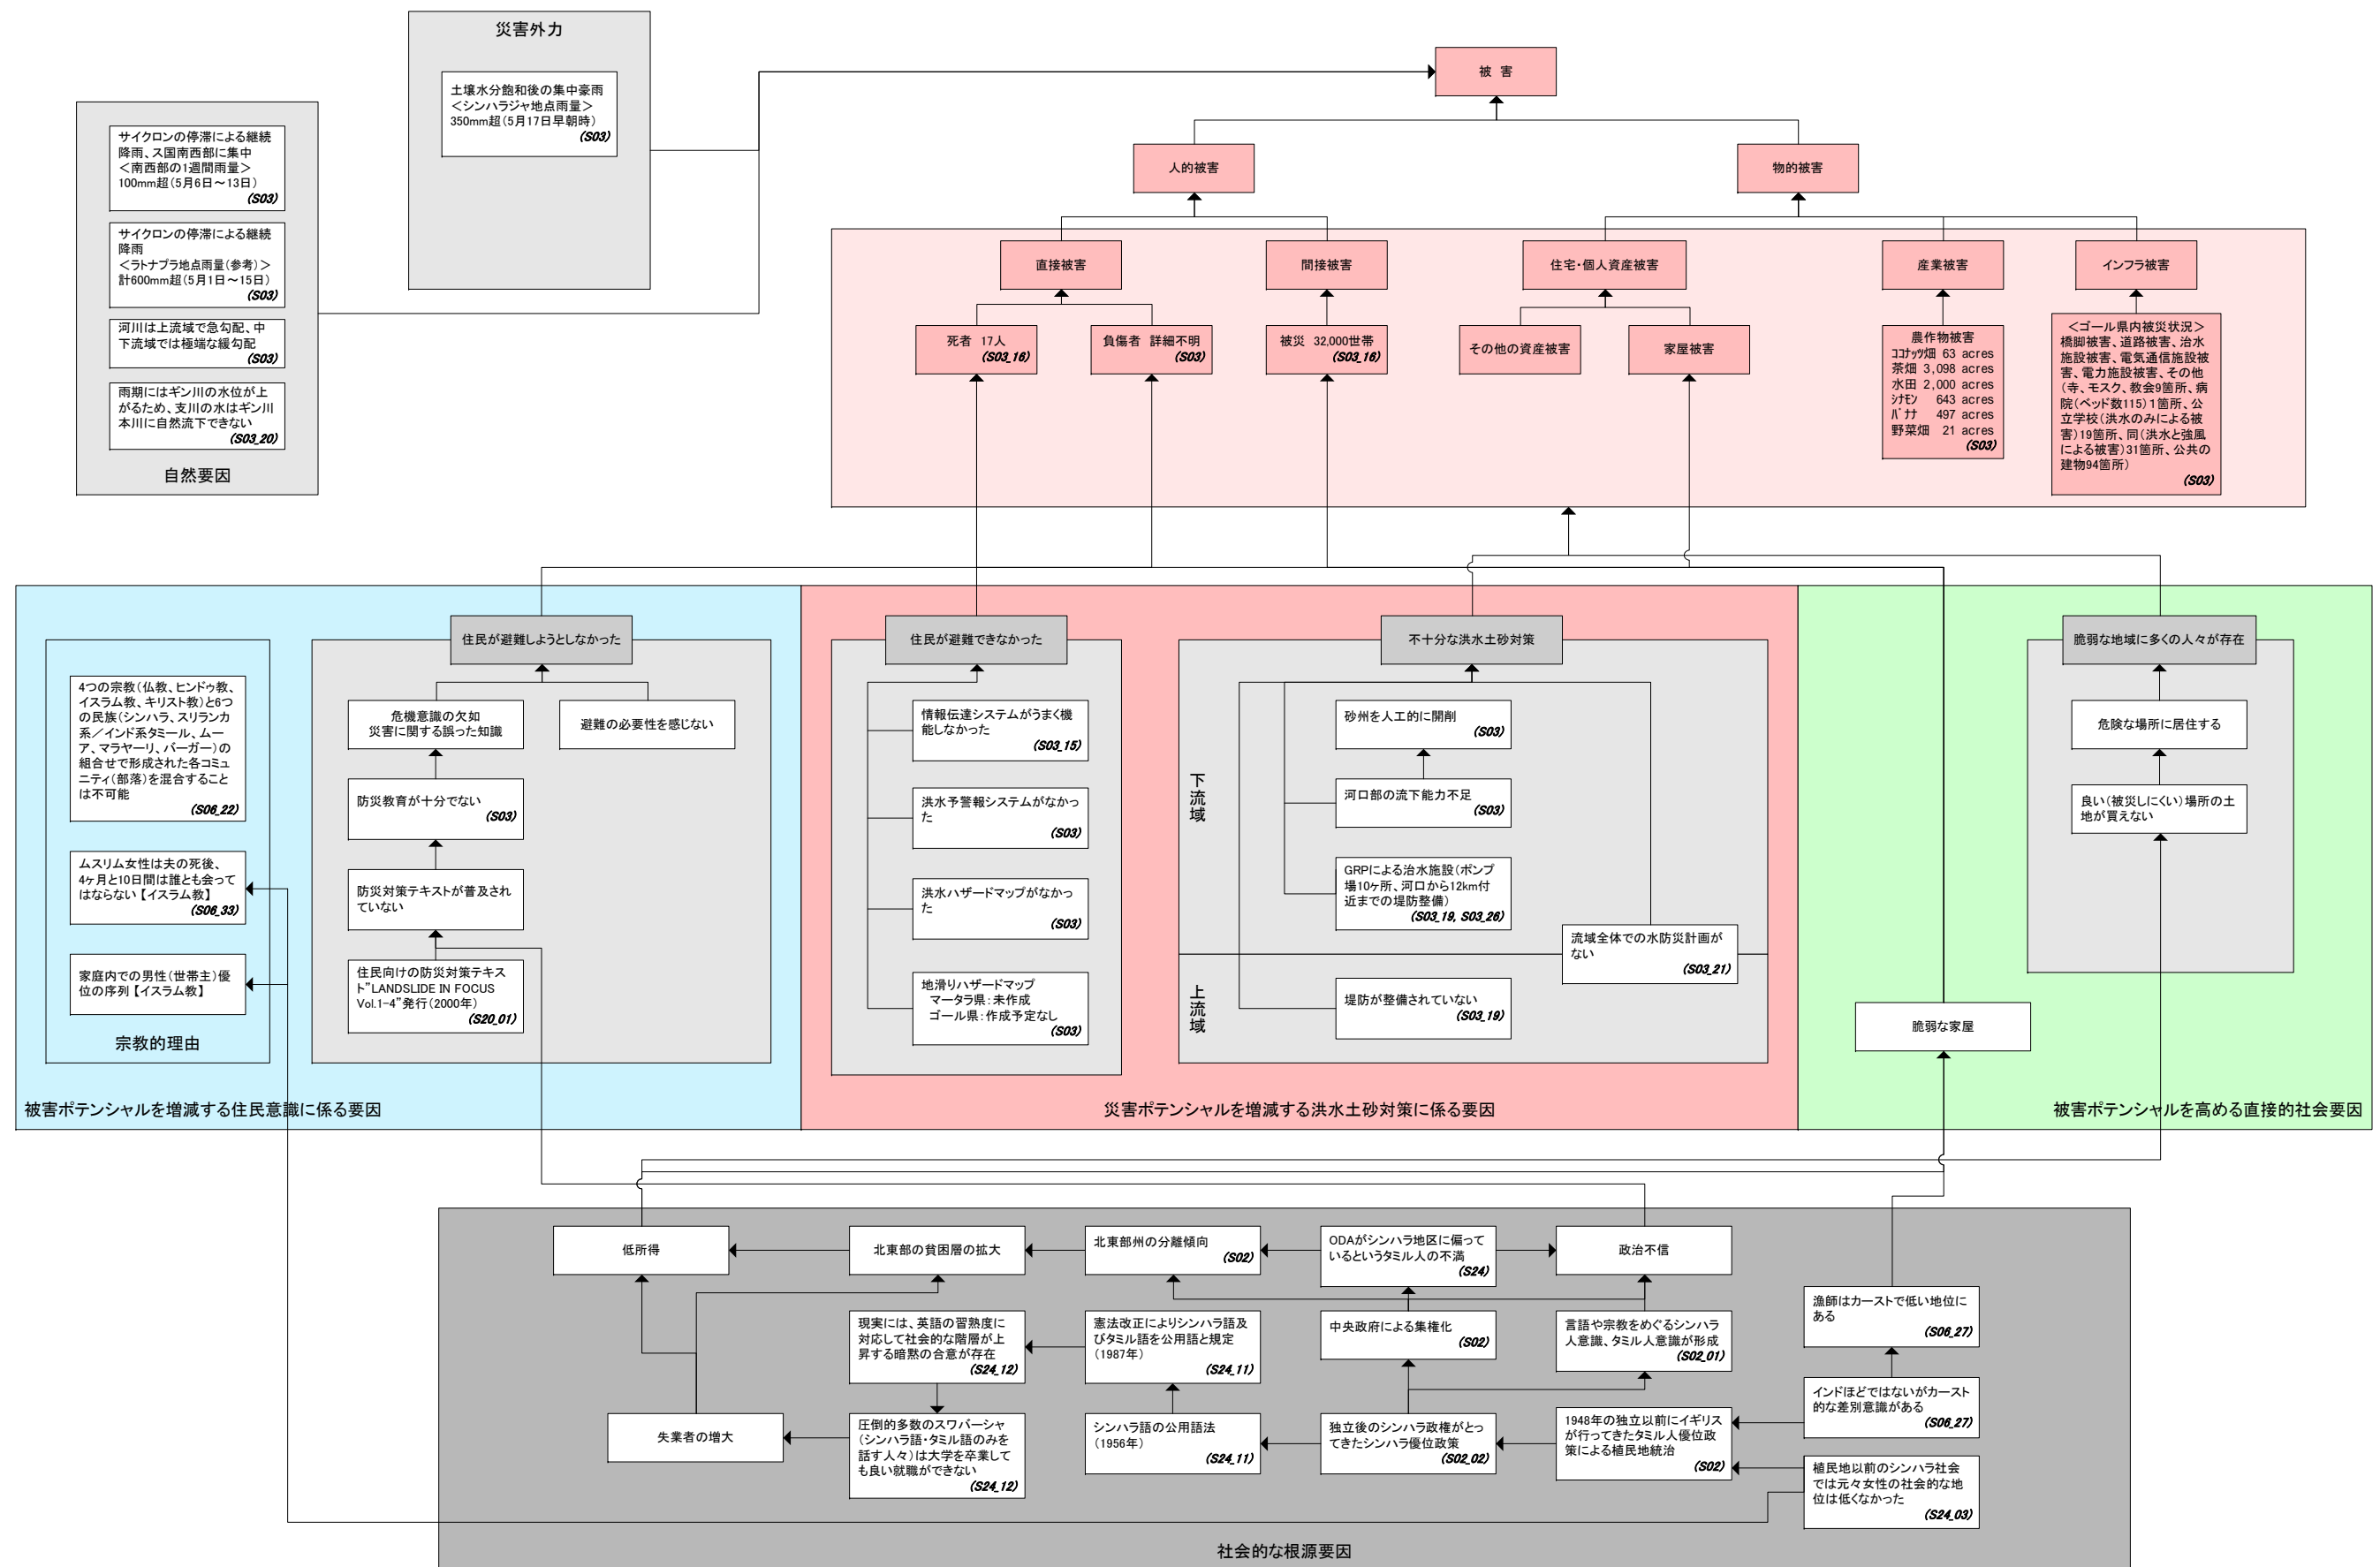 災害外力
土壌水分飽和後の集中豪雨
<シンハラジャ地点雨量>
350mm超(5月17日早朝時)
(S03)
サイクロンの停滞による継続
降雨、ス国南西部に集中
<南西部の1週間雨量>
100mm超(5月6日~13日)
(S03)
サイクロンの停滞による継続
降雨
<ラトナプラ地点雨量(参考)>
計600mm超(5月1日~15日)
(S03)
河川は上流域で急勾配、中
下流域では極端な緩勾配
(S03)
雨期にはギン川の水位が上
がるため、支川の水はギン川
本川に自然流下できない
(S03_20)
自然要因
被 害
人的被害
物的被害
直接被害
間接被害
住宅・個人資産被害
産業被害
インフラ被害
死者 17人
(S03_16)
負傷者 詳細不明
(S03)
被災 32,000世帯
(S03_16)
その他の資産被害
家屋被害
農作物被害
ココナッツ畑 63 acres
茶畑 3,098 acres
水田 2,000 acres
シナモン 643 acres
バナナ 497 acres
野菜畑 21 acres
(S03)
<ゴール県内被災状況>
橋脚被害、道路被害、治水
施設被害、電気通信施設被
害、電力施設被害、その他
(寺、モスク、教会9箇所、病
院(ベッド数115)1箇所、公
立学校(洪水のみによる被
害)19箇所、同(洪水と強風
による被害)31箇所、公共の
建物94箇所)
(S03)
住民が避難しようとしなかった
4つの宗教(仏教、ヒンドゥ教、
イスラム教、キリスト教)と6つ
の民族(シンハラ、スリランカ
系/インド系タミール、ムー
ア、マラヤーリ、バーガー)の
組合せで形成された各コミュ
ニティ(部落)を混合すること
は不可能
(S06_22)
ムスリム女性は夫の死後、
4ヶ月と10日間は誰とも会って
はならない【イスラム教】
(S06_33)
家庭内での男性(世帯主)優
位の序列【イスラム教】
宗教的理由
危機意識の欠如
災害に関する誤った知識
避難の必要性を感じない
防災教育が十分でない
(S03)
防災対策テキストが普及され
ていない
住民向けの防災対策テキス
ト”LANDSLIDE IN FOCUS
Vol.1-4”発行(2000年)
(S20_01)
被害ポテンシャルを増減する住民意識に係る要因
住民が避難できなかった
情報伝達システムがうまく機
能しなかった
(S03_15)
洪水予警報システムがなかっ
た
(S03)
洪水ハザードマップがなかっ
た
(S03)
地滑りハザードマップ
マータラ県:未作成
ゴール県:作成予定なし
(S03)
不十分な洪水土砂対策
下流域
砂州を人工的に開削
(S03)
河口部の流下能力不足
(S03)
GRPによる治水施設(ポンプ
場10ヶ所、河口から12km付
近までの堤防整備)
(S03_19, S03_26)
流域全体での水防災計画が
ない
(S03_21)
上流域
堤防が整備されていない
(S03_19)
災害ポテンシャルを増減する洪水土砂対策に係る要因
脆弱な地域に多くの人々が存在
危険な場所に居住する
良い(被災しにくい)場所の土
地が買えない
脆弱な家屋
被害ポテンシャルを高める直接的社会要因
低所得
北東部の貧困層の拡大
北東部州の分離傾向
(S02)
ODAがシンハラ地区に偏って
いるというタミル人の不満
(S24)
政治不信
現実には、英語の習熟度に
対応して社会的な階層が上
昇する暗黙の合意が存在
(S24_12)
憲法改正によりシンハラ語及
びタミル語を公用語と規定
(1987年)
(S24_11)
中央政府による集権化
(S02)
言語や宗教をめぐるシンハラ
人意識、タミル人意識が形成
(S02_01)
漁師はカーストで低い地位に
ある
(S06_27)
失業者の増大
圧倒的多数のスワバーシャ
(シンハラ語・タミル語のみを
話す人々)は大学を卒業して
も良い就職ができない
(S24_12)
シンハラ語の公用語法
(1956年)
(S24_11)
独立後のシンハラ政権がとっ
てきたシンハラ優位政策
(S02_02)
1948年の独立以前にイギリス
が行ってきたタミル人優位政
策による植民地統治
(S02)
インドほどではないがカースト
的な差別意識がある
(S06_27)
植民地以前のシンハラ社会
では元々女性の社会的な地
位は低くなかった
(S24_03)
社会的な根源要因